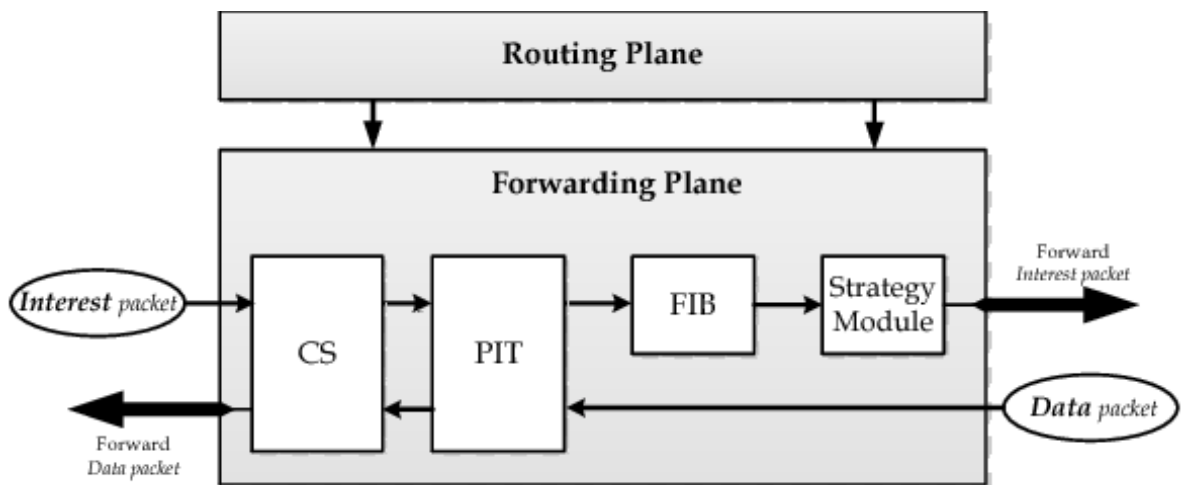 Routing Plane
Forwarding Plane
Interest packet
CS
PIT
FIB
Strategy
Module
Forward
Interest packet
Data packet
Forward
Data packet